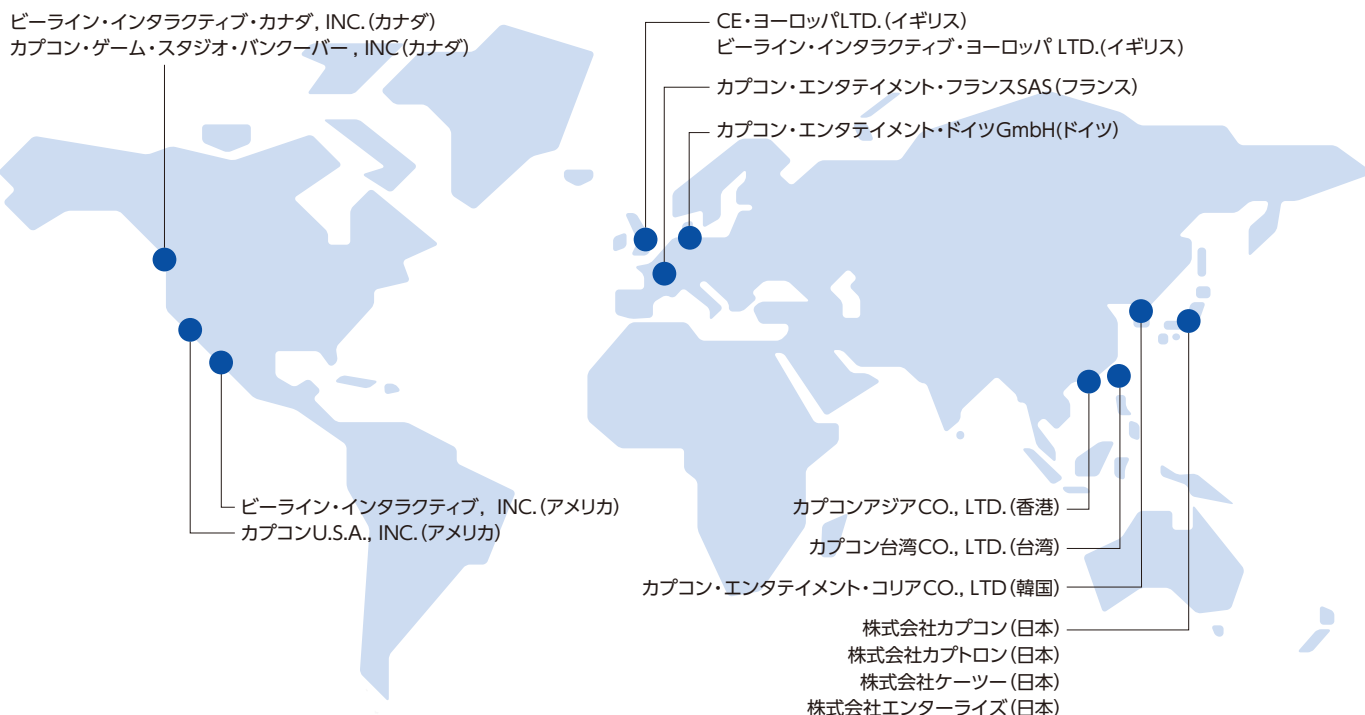 ビーライン・インタラクティブ・カナダ, INC.(カナダ)
カプコン・ゲーム・スタジオ・バンクーバー , INC(カナダ)
CE・ヨーロッパLTD.(イギリス)
ビーライン・インタラクティブ・ヨーロッパ LTD.(イギリス)
カプコン・エンタテイメント・フランスSAS(フランス)
カプコン・エンタテイメント・ドイツGmbH(ドイツ)
ビーライン・インタラクティブ, INC.(アメリカ)
カプコンU.S.A., INC.(アメリカ)
カプコンアジアCO., LTD.(香港)
カプコン台湾CO., LTD.(台湾)
カプコン・エンタテイメント・コリアCO., LTD(韓国)
株式会社カプコン(日本)
株式会社カプトロン(日本)
株式会社ケーツー(日本)
株式会社エンターライズ(日本)